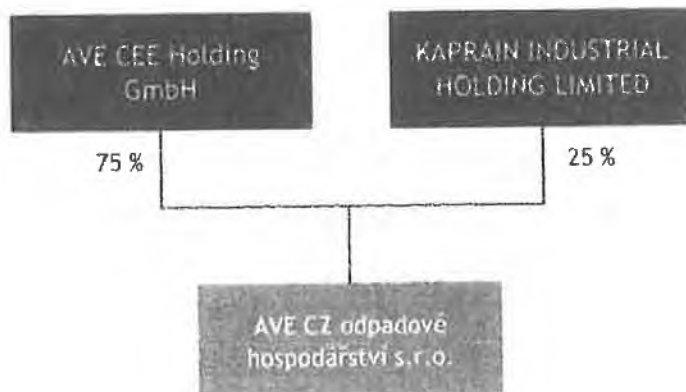 AVE CEE Holding
GmbH
KAPRAIN INDUSTRIAL
HOLDING LIMITED
75 %
25 %
AVE CZ odpadové
hospodářství s.r.o.